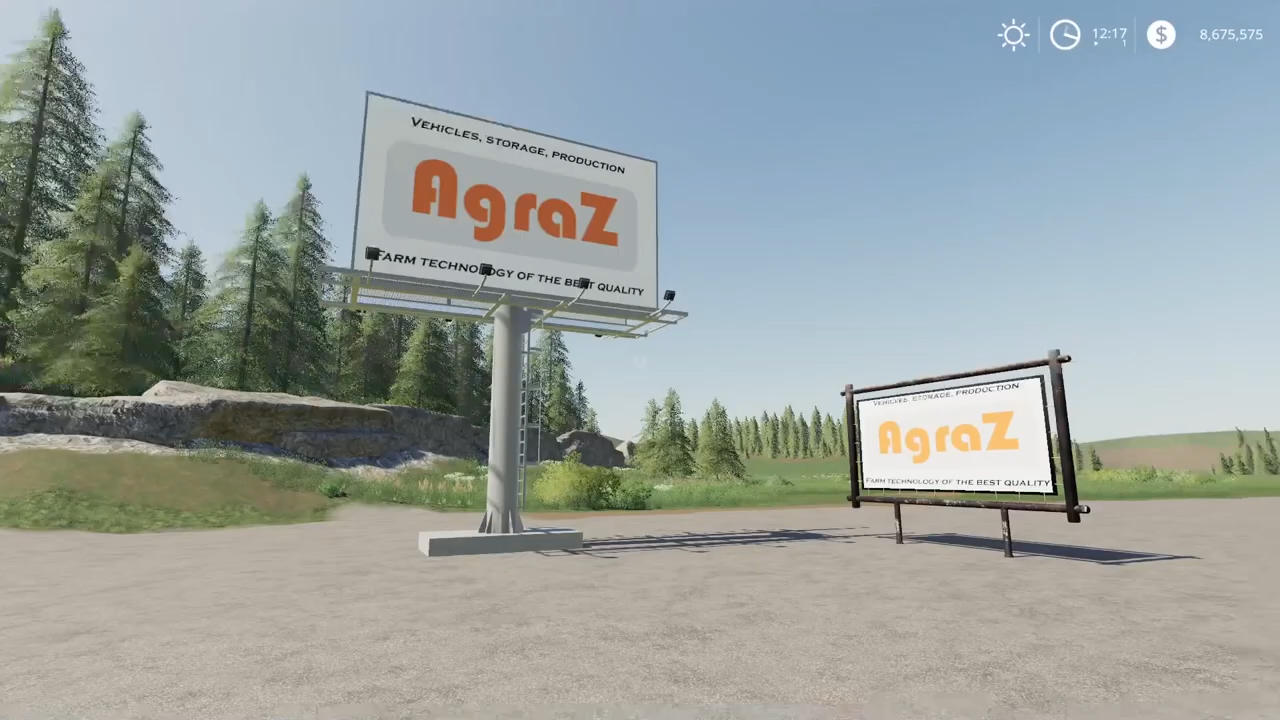 12:17
1
$
8,675,575
VEHICLES, STORAGE, PRODUCTION
AgraZ
FARM TECHNOLOGY OF THE BEST QUALITY
VEHICLES, STORAGE, PRODUCTION
AgraZ
FARM TECHNOLOGY OF THE BEST QUALITY